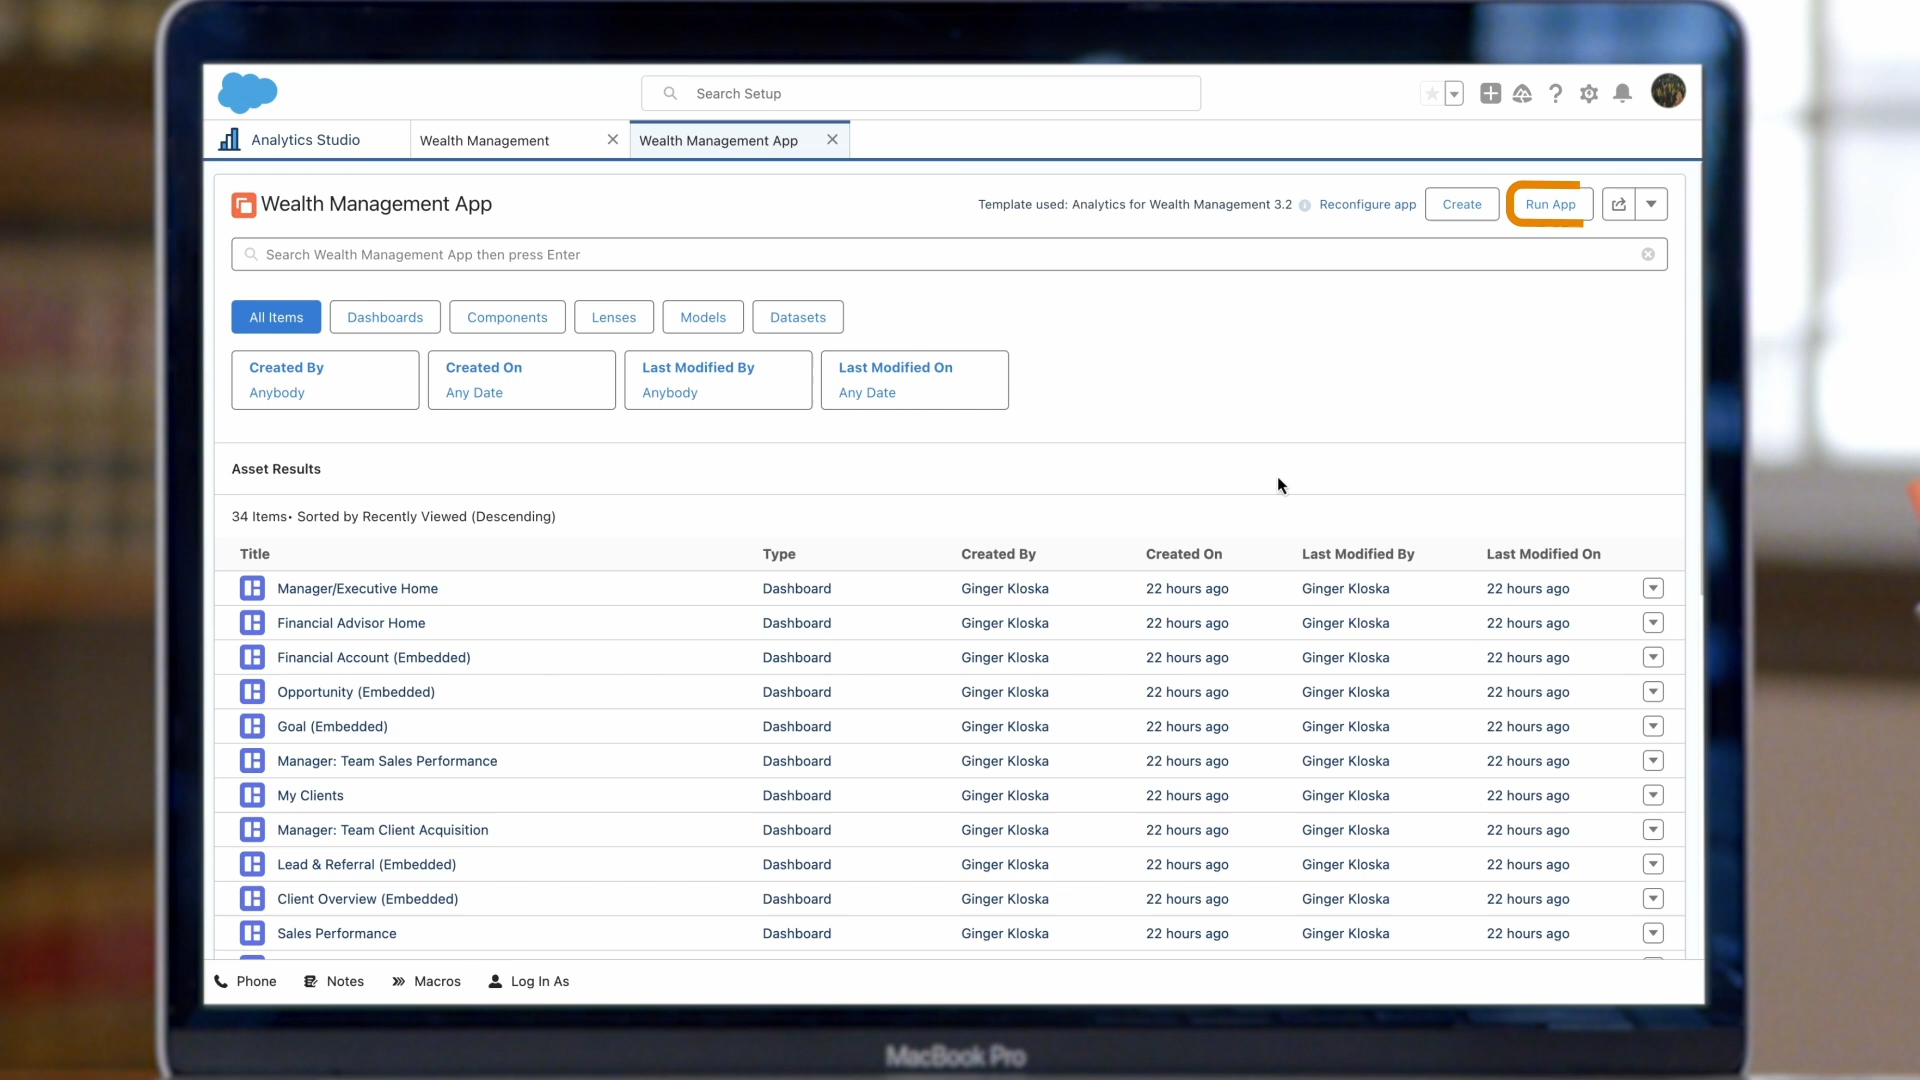 Search Setup
Analytics Studio
Wealth Management
Wealth Management App
Wealth Management App
Template used: Analytics for Wealth Management 3.2
Reconfigure app
Create
Run App
Search Wealth Management App then press Enter
All Items
Dashboards
Components
Lenses
Models
Datasets
Created By
Anybody
Created On
Any Date
Last Modified By
Anybody
Last Modified On
Any Date
Asset Results
34 Items• Sorted by Recently Viewed (Descending)
Title Type Created By Created On Last Modified By Last Modified On
Manager/Executive Home Dashboard Ginger Kloska 22 hours ago Ginger Kloska 22 hours ago
Financial Advisor Home Dashboard Ginger Kloska 22 hours ago Ginger Kloska 22 hours ago
Financial Account (Embedded) Dashboard Ginger Kloska 22 hours ago Ginger Kloska 22 hours ago
Opportunity (Embedded) Dashboard Ginger Kloska 22 hours ago Ginger Kloska 22 hours ago
Goal (Embedded) Dashboard Ginger Kloska 22 hours ago Ginger Kloska 22 hours ago
Manager: Team Sales Performance Dashboard Ginger Kloska 22 hours ago Ginger Kloska 22 hours ago
My Clients Dashboard Ginger Kloska 22 hours ago Ginger Kloska 22 hours ago
Manager: Team Client Acquisition Dashboard Ginger Kloska 22 hours ago Ginger Kloska 22 hours ago
Lead & Referral (Embedded) Dashboard Ginger Kloska 22 hours ago Ginger Kloska 22 hours ago
Client Overview (Embedded) Dashboard Ginger Kloska 22 hours ago Ginger Kloska 22 hours ago
Sales Performance Dashboard Ginger Kloska 22 hours ago Ginger Kloska 22 hours ago
Phone
Notes
Macros
Log In As
MacBook Pro